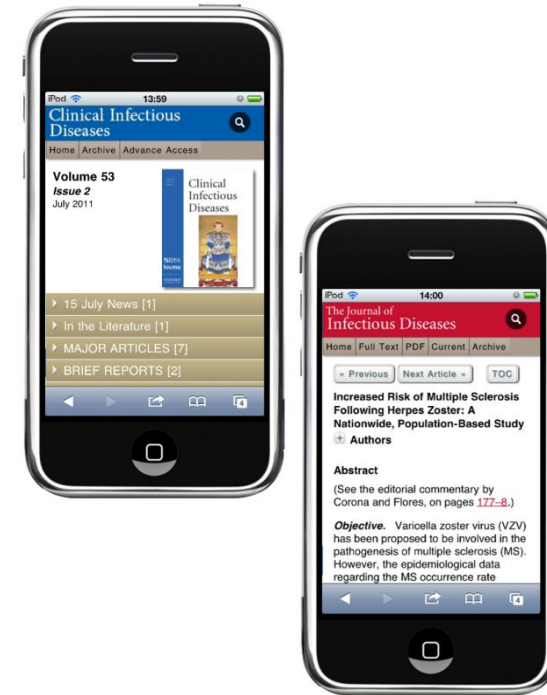 iPod 13:59
Clinical Infectious
Diseases
Home Archive Advance Access
Volume 53
Issue 2
July 2011
Clinical
Infectious
Diseases
15 July News [1]
In the Literature [1]
MAJOR ARTICLES [7]
BRIEF REPORTS [2]
4
iPod 14:00
The Journal of
Infectious Diseases
Home Full Text PDF Current Archive
« Previous Next Article » TOC
Increased Risk of Multiple Sclerosis
Following Herpes Zoster: A
Nationwide, Population-Based Study
+ Authors
Abstract
(See the editorial commentary by
Corona and Flores, on pages 177–8.)
Objective. Varicella zoster virus (VZV)
has been proposed to be involved in the
pathogenesis of multiple sclerosis (MS).
However, the epidemiological data
regarding the MS occurrence rate
4